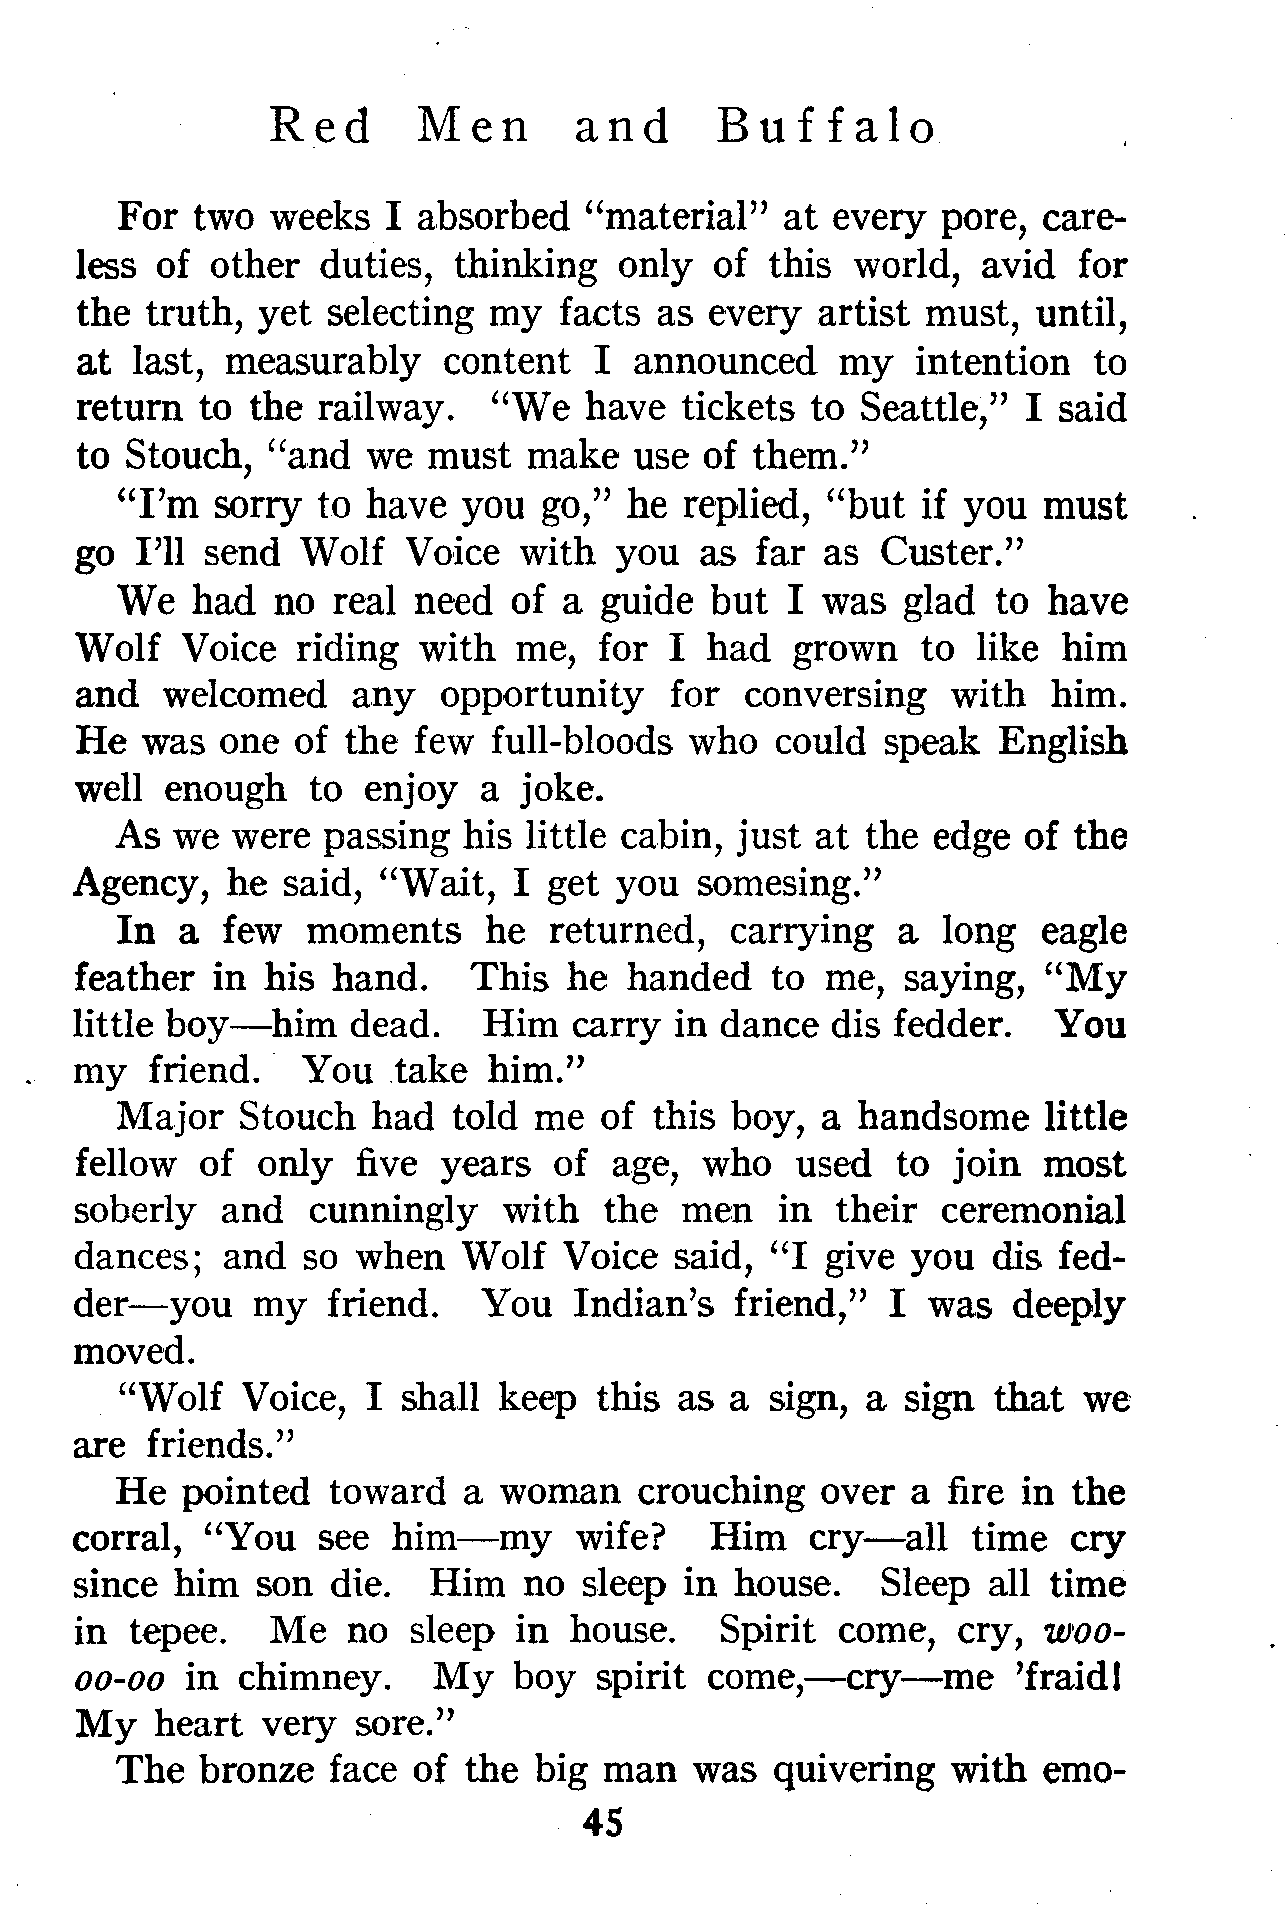 Red Men and Buffalo
For two weeks I absorbed “material” at every pore, care-
less of other duties, thinking only of this world, avid for
the truth, yet selecting my facts as every artist must, until,
at last, measurably content I announced my intention to
return to the railway. “We have tickets to Seattle,” I said
to Stouch, “and we must make use of them.”
“I’m sorry to have you go,” he replied, “but if you must
go I’ll send Wolf Voice with you as far as Custer.”
We had no real need of a guide but I was glad to have
Wolf Voice riding with me, for I had grown to like him
and welcomed any opportunity for conversing with him.
He was one of the few full-bloods who could speak English
well enough to enjoy a joke.
As we were passing his little cabin, just at the edge of the
Agency, he said, “Wait, I get you somesing.”
In a few moments he returned, carrying a long eagle
feather in his hand. This he handed to me, saying, “My
little boy—him dead. Him carry in dance dis fedder. You
my friend. You take him.”
Major Stouch had told me of this boy, a handsome little
fellow of only five years of age, who used to join most
soberly and cunningly with the men in their ceremonial
dances; and so when Wolf Voice said, “I give you dis fed-
der—you my friend. You Indian’s friend,” I was deeply
moved.
“Wolf Voice, I shall keep this as a sign, a sign that we
are friends.”
He pointed toward a woman crouching over a fire in the
corral, “You see him—my wife? Him cry—all time cry
since him son die. Him no sleep in house. Sleep all time
in tepee. Me no sleep in house. Spirit come, cry, woo-
oo-oo in chimney. My boy spirit come,—cry—me ’fraid!
My heart very sore.”
The bronze face of the big man was quivering with emo-
45